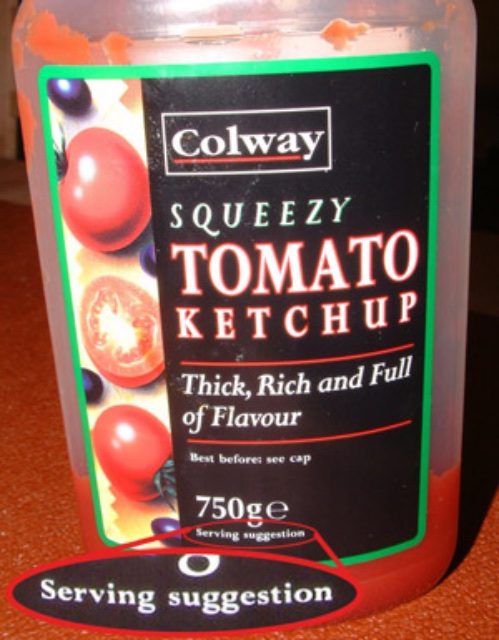 Colway
SQUEEZY
TOMATO
KETCHUP
Thick, Rich and Full
of Flavour
Best before: see cap
750g℮
Serving suggestion
Serving suggestion